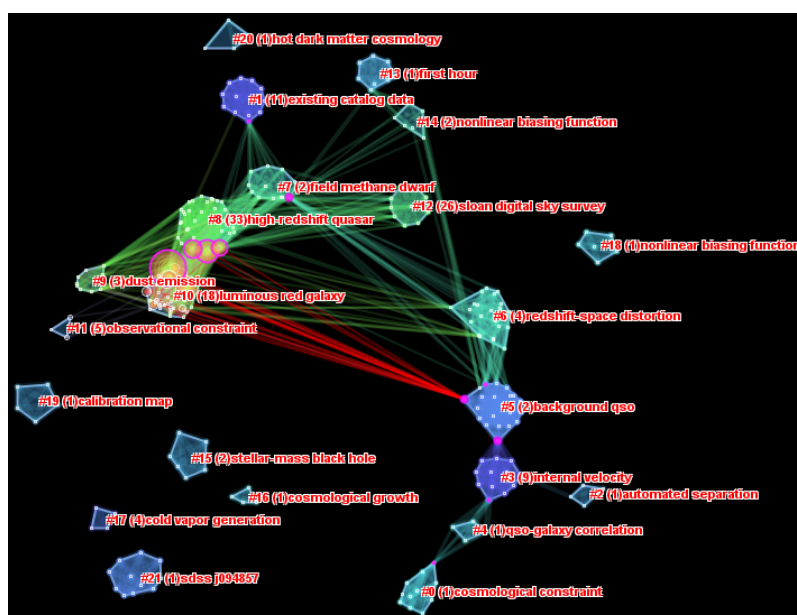 #20 (1)hot dark matter cosmology
#13 (1)first hour
#1 (11)existing catalog data
#14 (2)nonlinear biasing function
#7 (2)field methane dwarf
#12 (26)sloan digital sky survey
#8 (33)high-redshift quasar
#18 (1)nonlinear biasing function
#9 (3)dust emission
#10 (18)luminous red galaxy
#6 (4)redshift-space distortion
#11 (5)observational constraint
#19 (1)calibration map
#5 (2)background qso
#15 (2)stellar-mass black hole
#3 (9)internal velocity
#16 (1)cosmological growth
#2 (1)automated separation
#17 (4)cold vapor generation
#4 (1)qso-galaxy correlation
#21 (1)sdss j094857
#0 (1)cosmological constraint